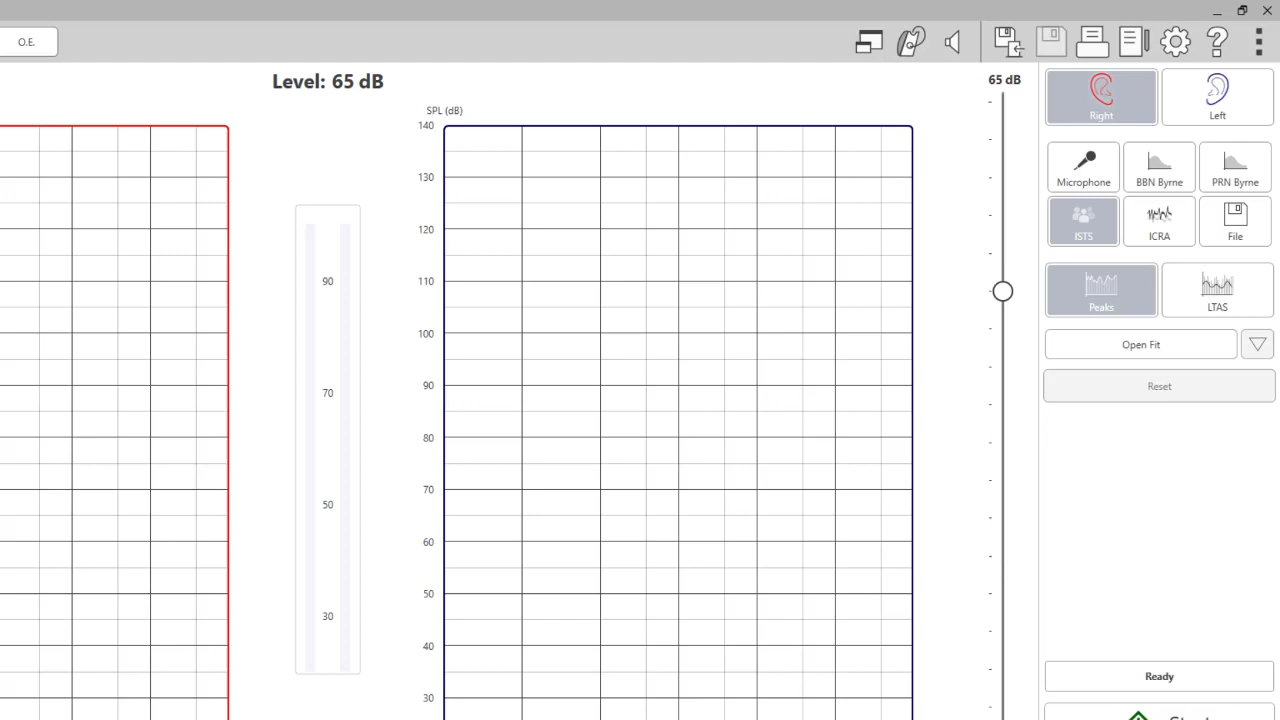 O.E.
Level: 65 dB
65 dB
SPL (dB)
140
130
120
110
100
90
80
70
60
50
40
30
90
70
50
30
Right
Left
Microphone
BBN Byrne
PRN Byrne
ISTS
ICRA
File
Peaks
LTAS
Open Fit
Reset
Ready